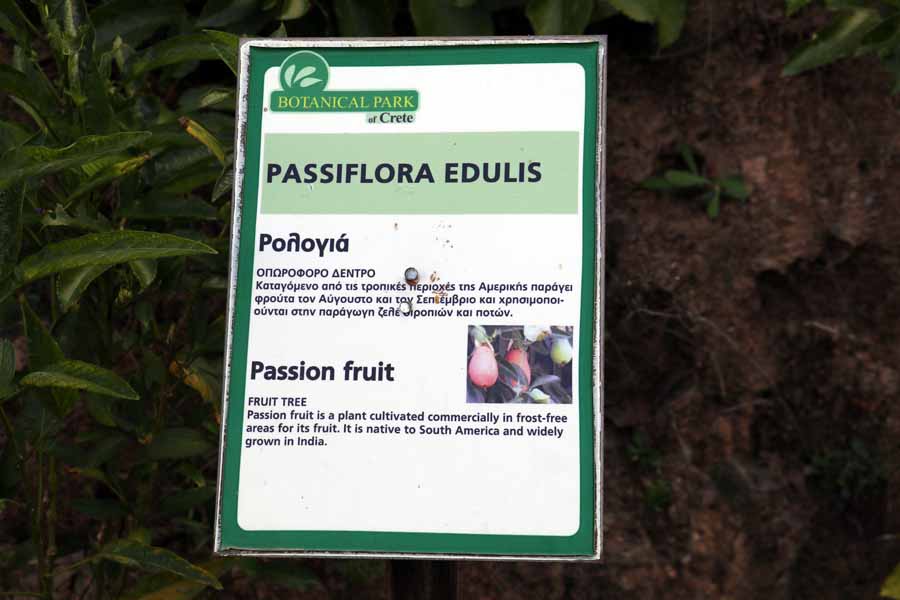 BOTANICAL PARK
of Crete
PASSIFLORA EDULIS
Ρολογιά
ΟΠΩΡΟΦΟΡΟ ΔΕΝΤΡΟ
Καταγόμενο από τις τροπικές περιοχές της Αμερικής παράγει
φρούτα τον Αύγουστο και τον Σεπτέμβριο και χρησιμοποι-
ούνται στην παράγωγη ζελέ σιροπιών και ποτών.
Passion fruit
FRUIT TREE
Passion fruit is a plant cultivated commercially in frost-free
areas for its fruit. It is native to South America and widely
grown in India.